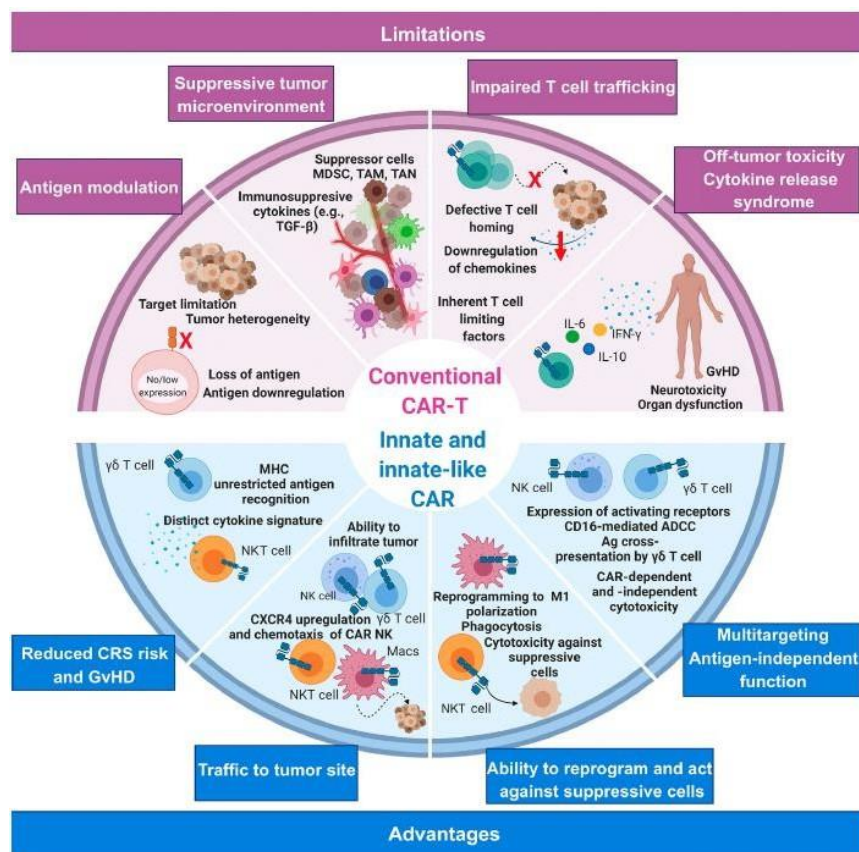 Limitations
Suppressive tumor
microenvironment
Impaired T cell trafficking
Antigen modulation
Off-tumor toxicity
Cytokine release
syndrome
Suppressor cells
MDSC, TAM, TAN
Immunosuppresive
cytokines (e.g.,
TGF-β)
X
Defective T cell
homing
Downregulation
of chemokines
Inherent T cell
limiting
factors
Target limitation
Tumor heterogeneity
X
No/low
expression
Loss of antigen
Antigen downregulation
IL-6
IFN-γ
IL-10
GvHD
Neurotoxicity
Organ dysfunction
Conventional
CAR-T
Innate and
innate-like
CAR
γδ T cell
MHC
unrestricted antigen
recognition
Distinct cytokine signature
NKT cell
Ability to
infiltrate tumor
NK cell
γδ T cell
CXCR4 upregulation
and chemotaxis of CAR NK
Macs
NKT cell
Reprogramming to M1
polarization
Phagocytosis
Cytotoxicity against
suppressive
cells
NKT cell
NK cell
γδ T cell
Expression of activating receptors
CD16-mediated ADCC
Ag cross-
presentation by γδ T cell
CAR-dependent
and -independent
cytotoxicity
Reduced CRS risk
and GvHD
Multitargeting
Antigen-independent
function
Traffic to tumor site
Ability to reprogram and act
against suppressive cells
Advantages